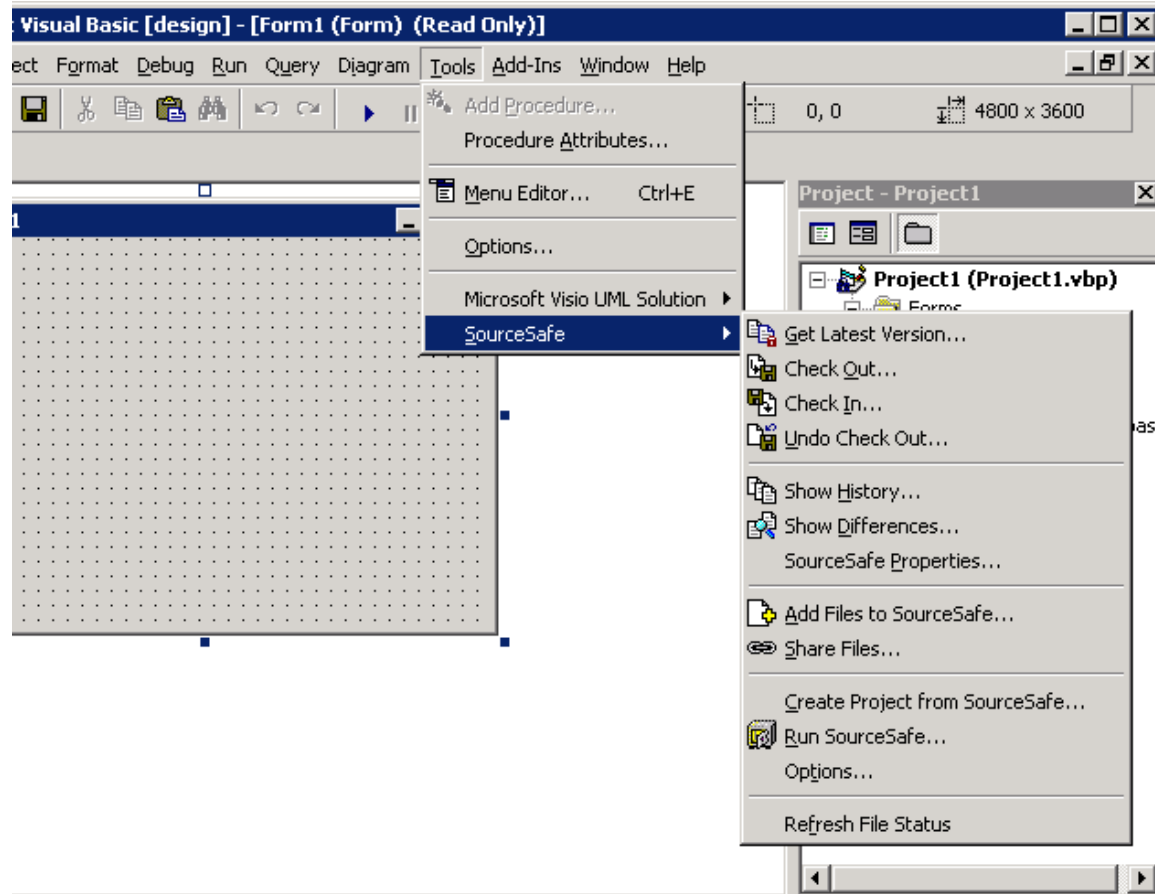 Visual Basic [design] - [Form1 (Form) (Read Only)]
ect Format Debug Run Query Diagram Tools Add-Ins Window Help
0, 0 4800 x 3600
Add Procedure...
Procedure Attributes...
Menu Editor... Ctrl+E
Options...
Microsoft Visio UML Solution
SourceSafe
1
Project - Project1
Project1 (Project1.vbp)
Forms
Get Latest Version...
Check Out...
Check In...
Undo Check Out...
Show History...
Show Differences...
SourceSafe Properties...
Add Files to SourceSafe...
Share Files...
Create Project from SourceSafe...
Run SourceSafe...
Options...
Refresh File Status
bas